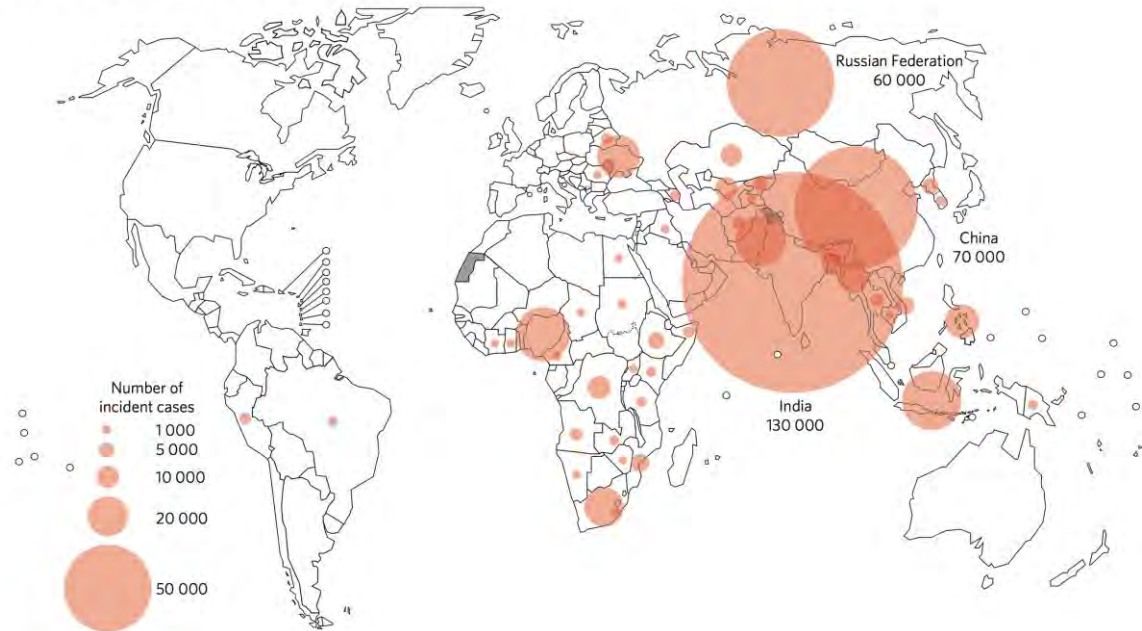 Russian Federation
60 000
China
70 000
India
130 000
Number of
incident cases
1 000
5 000
10 000
20 000
50 000